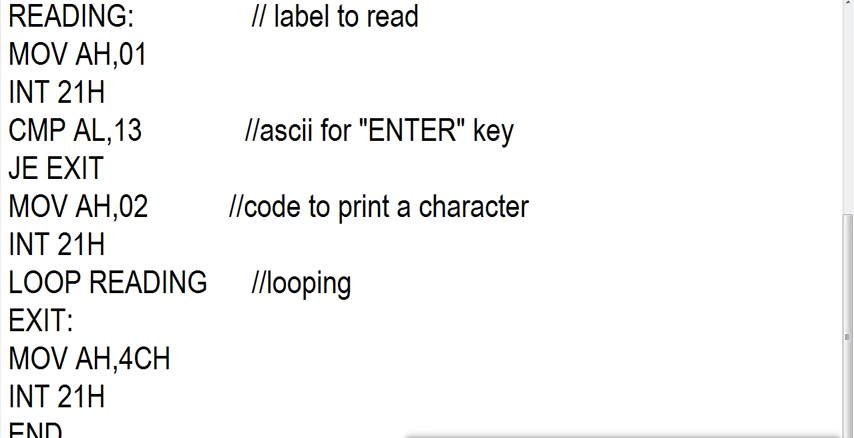 READING: // label to read
MOV AH,01
INT 21H
CMP AL,13 //ascii for "ENTER" key
JE EXIT
MOV AH,02 //code to print a character
INT 21H
LOOP READING //looping
EXIT:
MOV AH,4CH
INT 21H
END